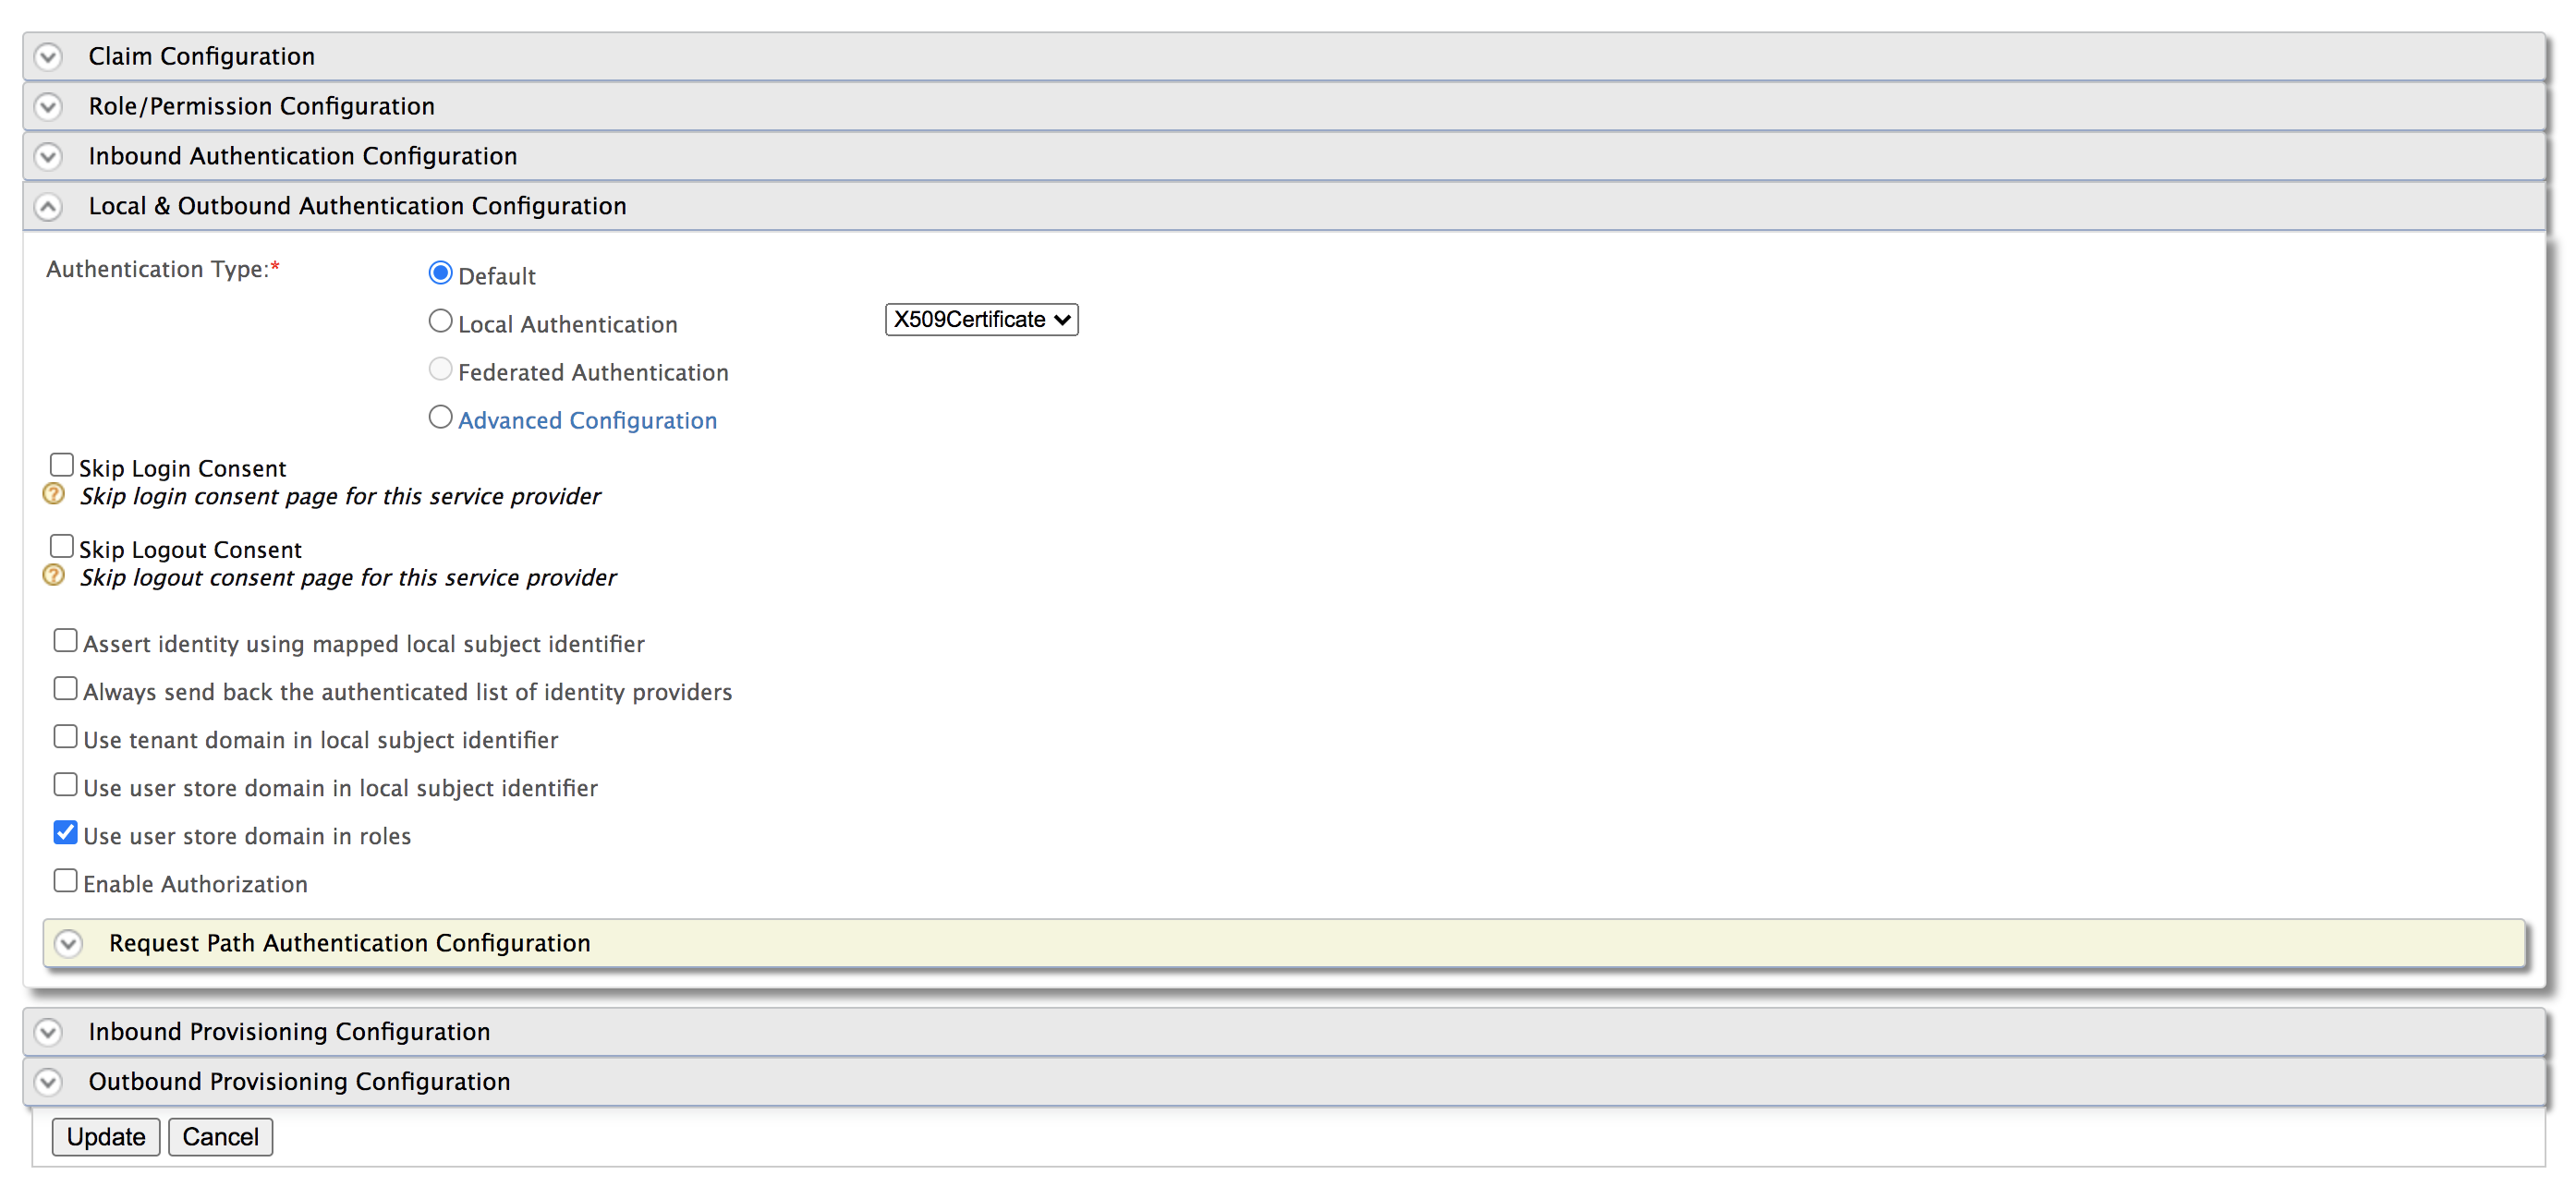 Claim Configuration
Role/Permission Configuration
Inbound Authentication Configuration
Local & Outbound Authentication Configuration
Authentication Type:*
Default
Local Authentication X509Certificate
Federated Authentication
Advanced Configuration
Skip Login Consent
? Skip login consent page for this service provider
Skip Logout Consent
? Skip logout consent page for this service provider
Assert identity using mapped local subject identifier
Always send back the authenticated list of identity providers
Use tenant domain in local subject identifier
Use user store domain in local subject identifier
Use user store domain in roles
Enable Authorization
Request Path Authentication Configuration
Inbound Provisioning Configuration
Outbound Provisioning Configuration
Update Cancel